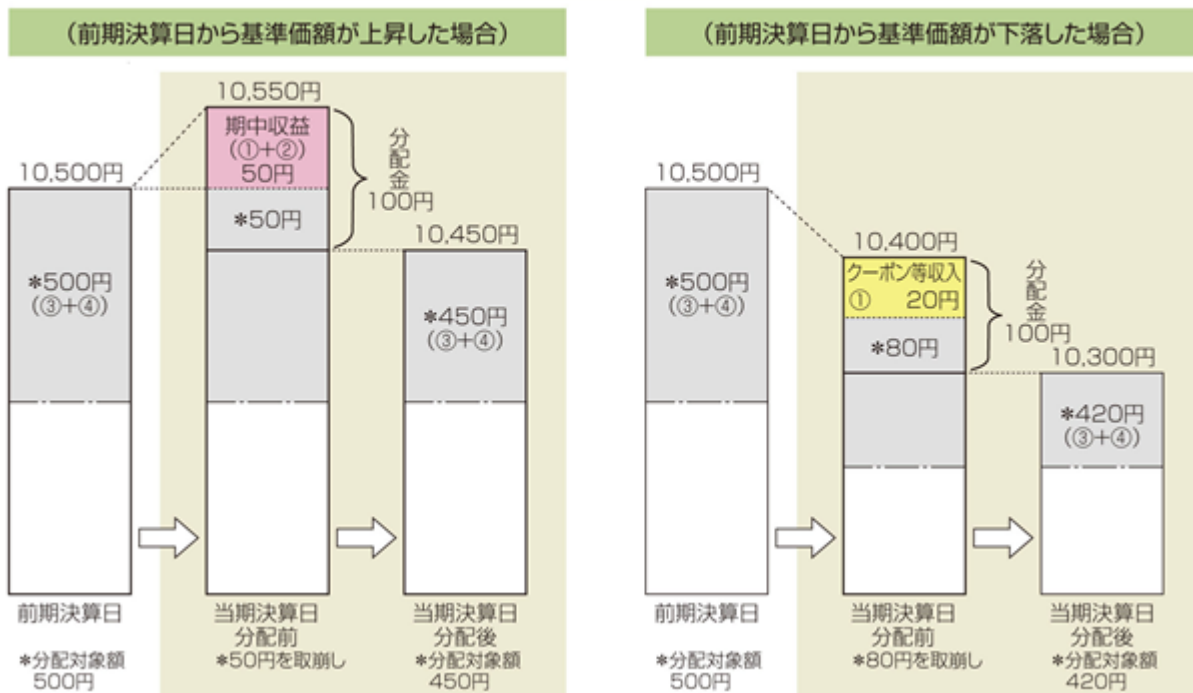 (前期決算日から基準価額が上昇した場合)
10,550円
期中収益
(①+②)
50円
分配金
100円
10,500円
*50円
10,450円
*500円
(③+④)
*450円
(③+④)
前期決算日
当期決算日
分配前
当期決算日
分配後
*分配対象額
500円
*50円を取崩し
*分配対象額
450円
(前期決算日から基準価額が下落した場合)
10,500円
10,400円
クーポン等収入
① 20円
分配金
100円
*500円
(③+④)
*80円
10,300円
*420円
(③+④)
前期決算日
当期決算日
分配前
当期決算日
分配後
*分配対象額
500円
*80円を取崩し
*分配対象額
420円